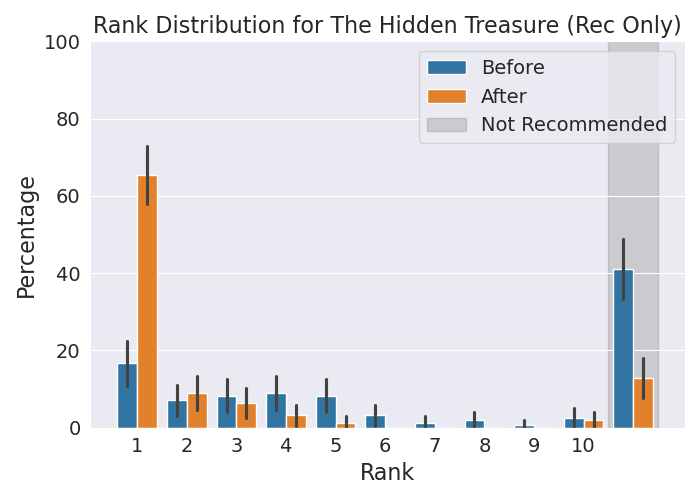 Rank Distribution for The Hidden Treasure (Rec Only)
100
80
60
40
20
0
Percentage
Before
After
Not Recommended
1 2 3 4 5 6 7 8 9 10
Rank